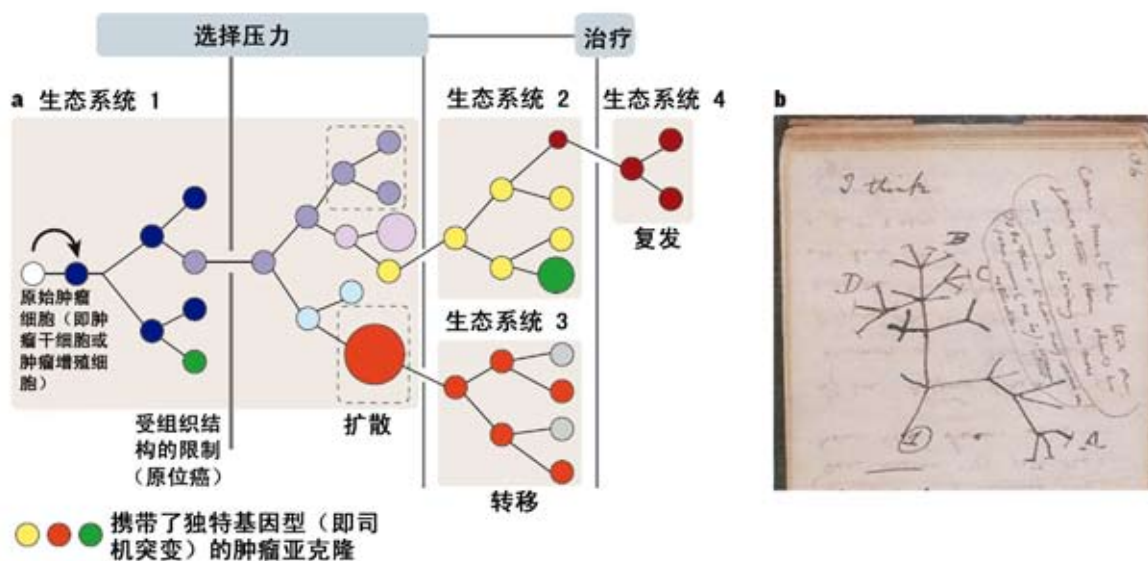 选择压力
治疗
a 生态系统 1
生态系统 2
生态系统 4
b
原始肿瘤
细胞（即肿
瘤干细胞或
肿瘤增殖细
胞）
复发
生态系统 3
受组织结
构的限制
（原位癌）
扩散
转移
携带了独特基因型（即司
机突变）的肿瘤亚克隆
I think
B
D
C
A
1